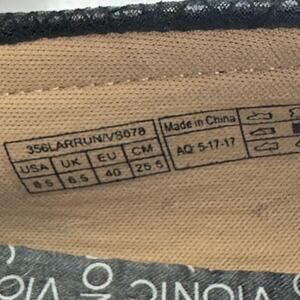 356LARRUN/VS078
USA UK EU CM
8.5 6.5 40 25.5
Made in China
AQ: 5-17-17
VIONIC